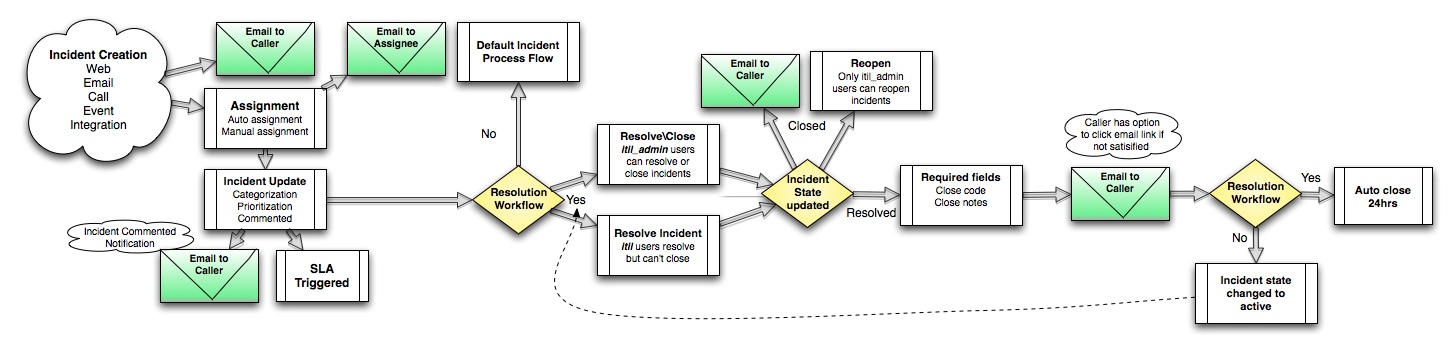 Incident Creation
Web
Email
Call
Event
Integration
Email to
Caller
Email to
Assignee
Assignment
Auto assignment
Manual assignment
Incident Update
Categorization
Prioritization
Commented
Incident Commented
Notification
Email to
Caller
SLA
Triggered
Default Incident
Process Flow
No
Resolution
Workflow
Yes
Resolve\Close
itil_admin users
can resolve or
close incidents
Resolve Incident
itil users resolve
but can't close
Email to
Caller
Reopen
Only itil_admin
users can reopen
incidents
Closed
Incident
State
updated
Resolved
Required fields
Close code
Close notes
Caller has option
to click email link if
not satisified
Email to
Caller
Resolution
Workflow
Yes
Auto close
24hrs
No
Incident state
changed to
active